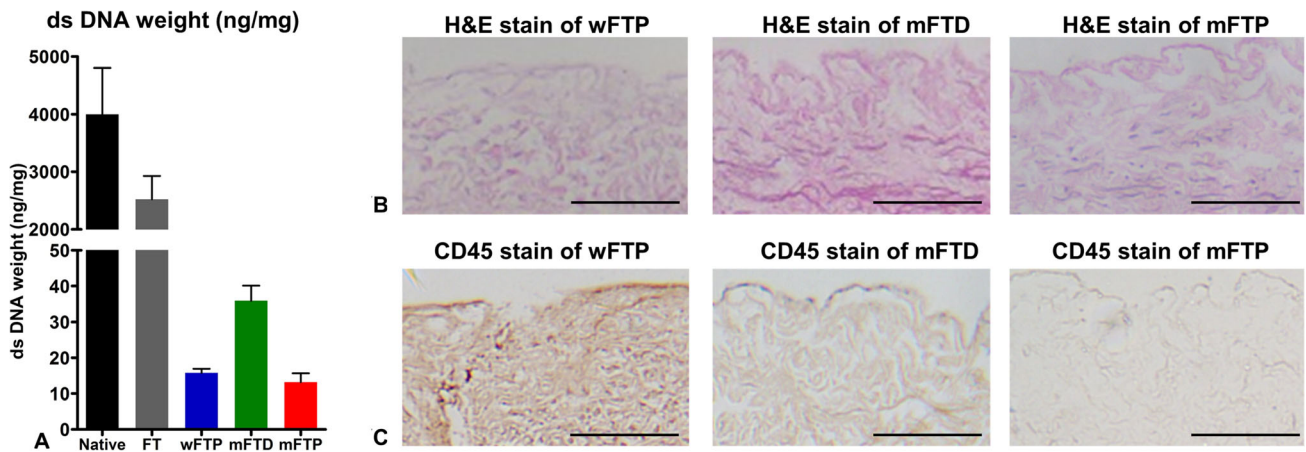 ds DNA weight (ng/mg)
ds DNA weight (ng/mg)
5000
4000
3000
2000
50
40
30
20
10
0
Native FT wFTP mFTD mFTP
A
H&E stain of wFTP H&E stain of mFTD H&E stain of mFTP
B
CD45 stain of wFTP CD45 stain of mFTD CD45 stain of mFTP
C